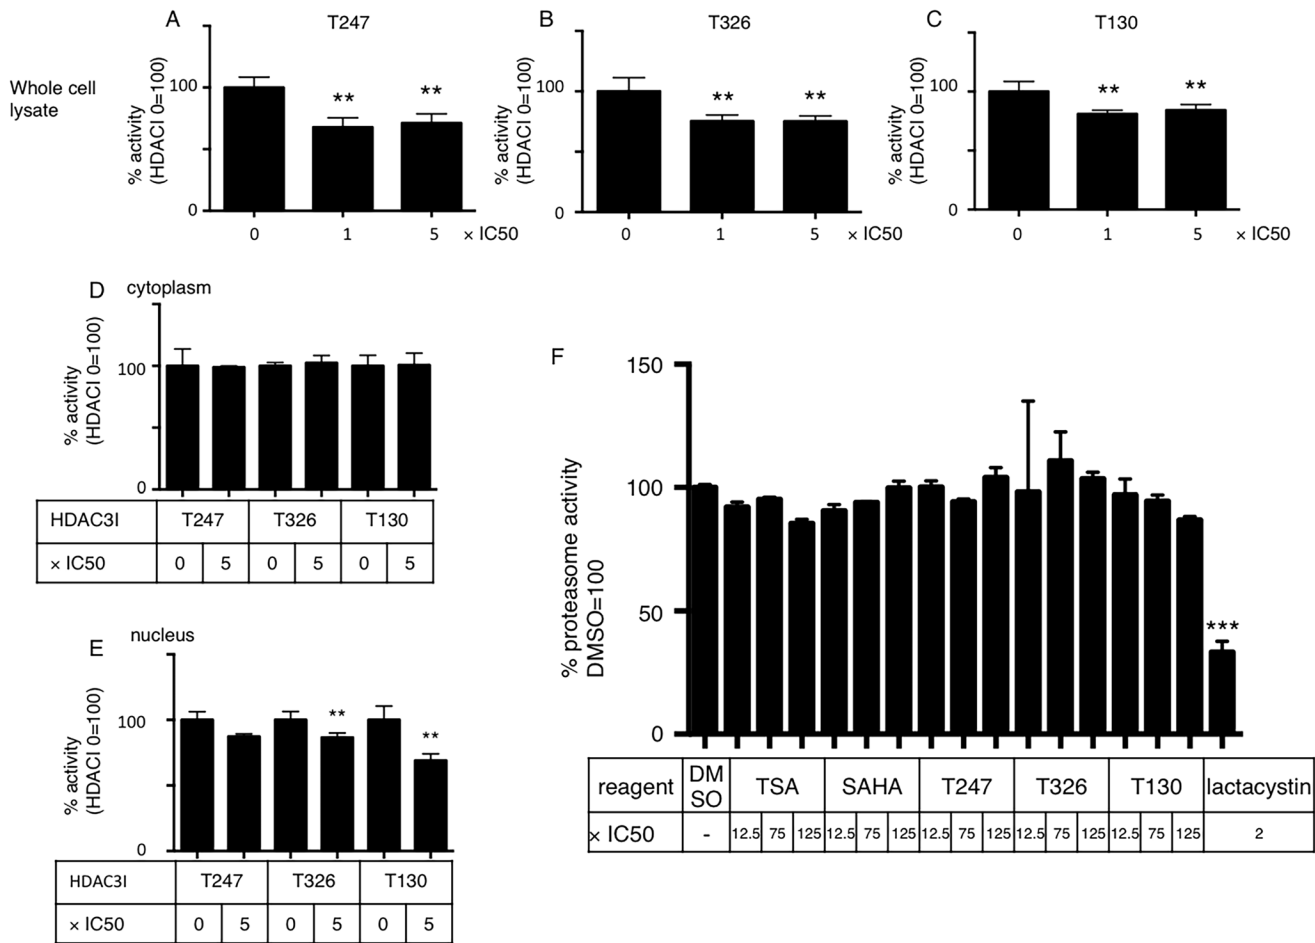 A
T247
Whole cell
lysate
% activity
(HDACI 0=100)
100
0
**
**
0 1 5 × IC50
B
T326
% activity
(HDACI 0=100)
100
0
**
**
0 1 5 × IC50
C
T130
% activity
(HDACI 0=100)
100
0
**
**
0 1 5 × IC50
D
cytoplasm
% activity
(HDACI 0=100)
100
0
HDAC3I T247 T326 T130
× IC50 0 5 0 5 0 5
E
nucleus
% activity
(HDACI 0=100)
100
0
**
**
HDAC3I T247 T326 T130
× IC50 0 5 0 5 0 5
F
% proteasome activity
DMSO=100
150
100
50
0
***
reagent DM
SO TSA SAHA T247 T326 T130 lactacystin
× IC50 - 12.5 75 125 12.5 75 125 12.5 75 125 12.5 75 125 12.5 75 125 2